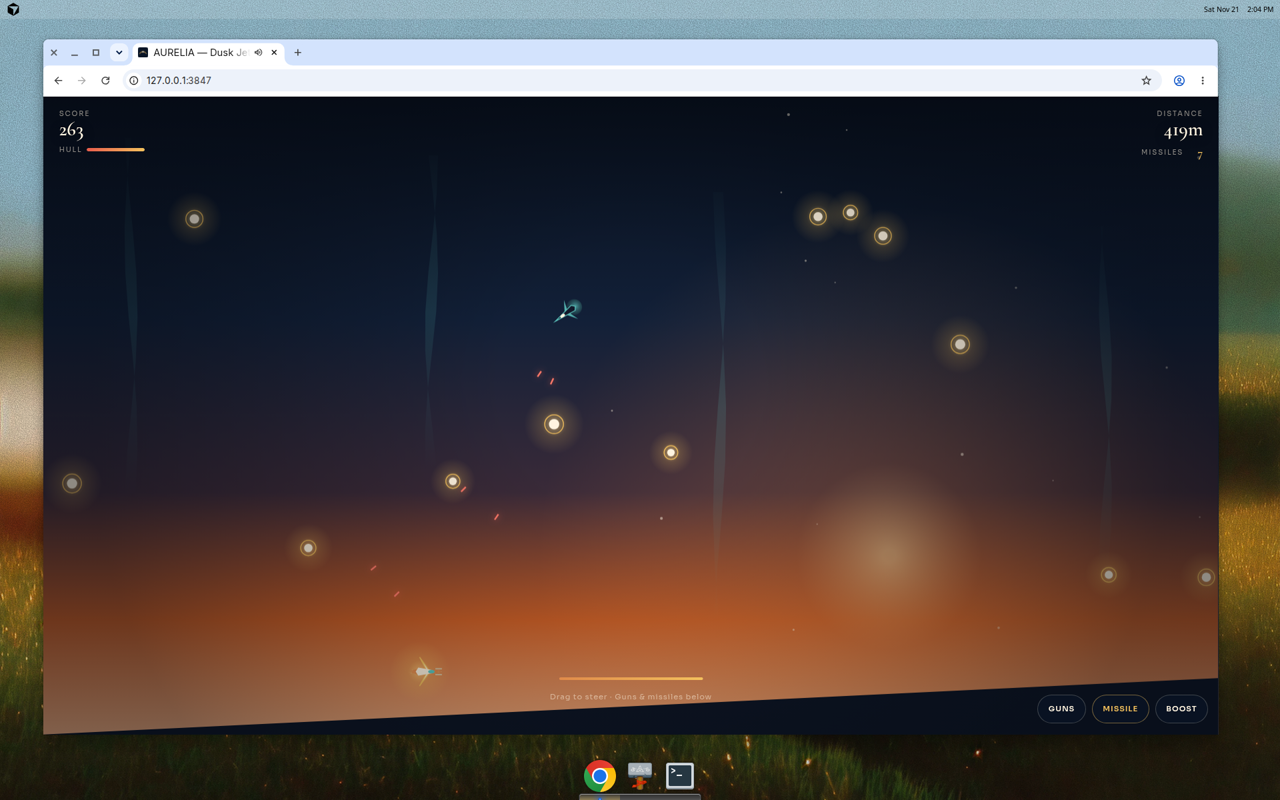 Sat Nov 21 2:04 PM
AURELIA — Dusk Je
127.0.0.1:3847
SCORE
263
HULL
DISTANCE
419m
MISSILES 7
Drag to steer · Guns & missiles below
GUNS MISSILE BOOST